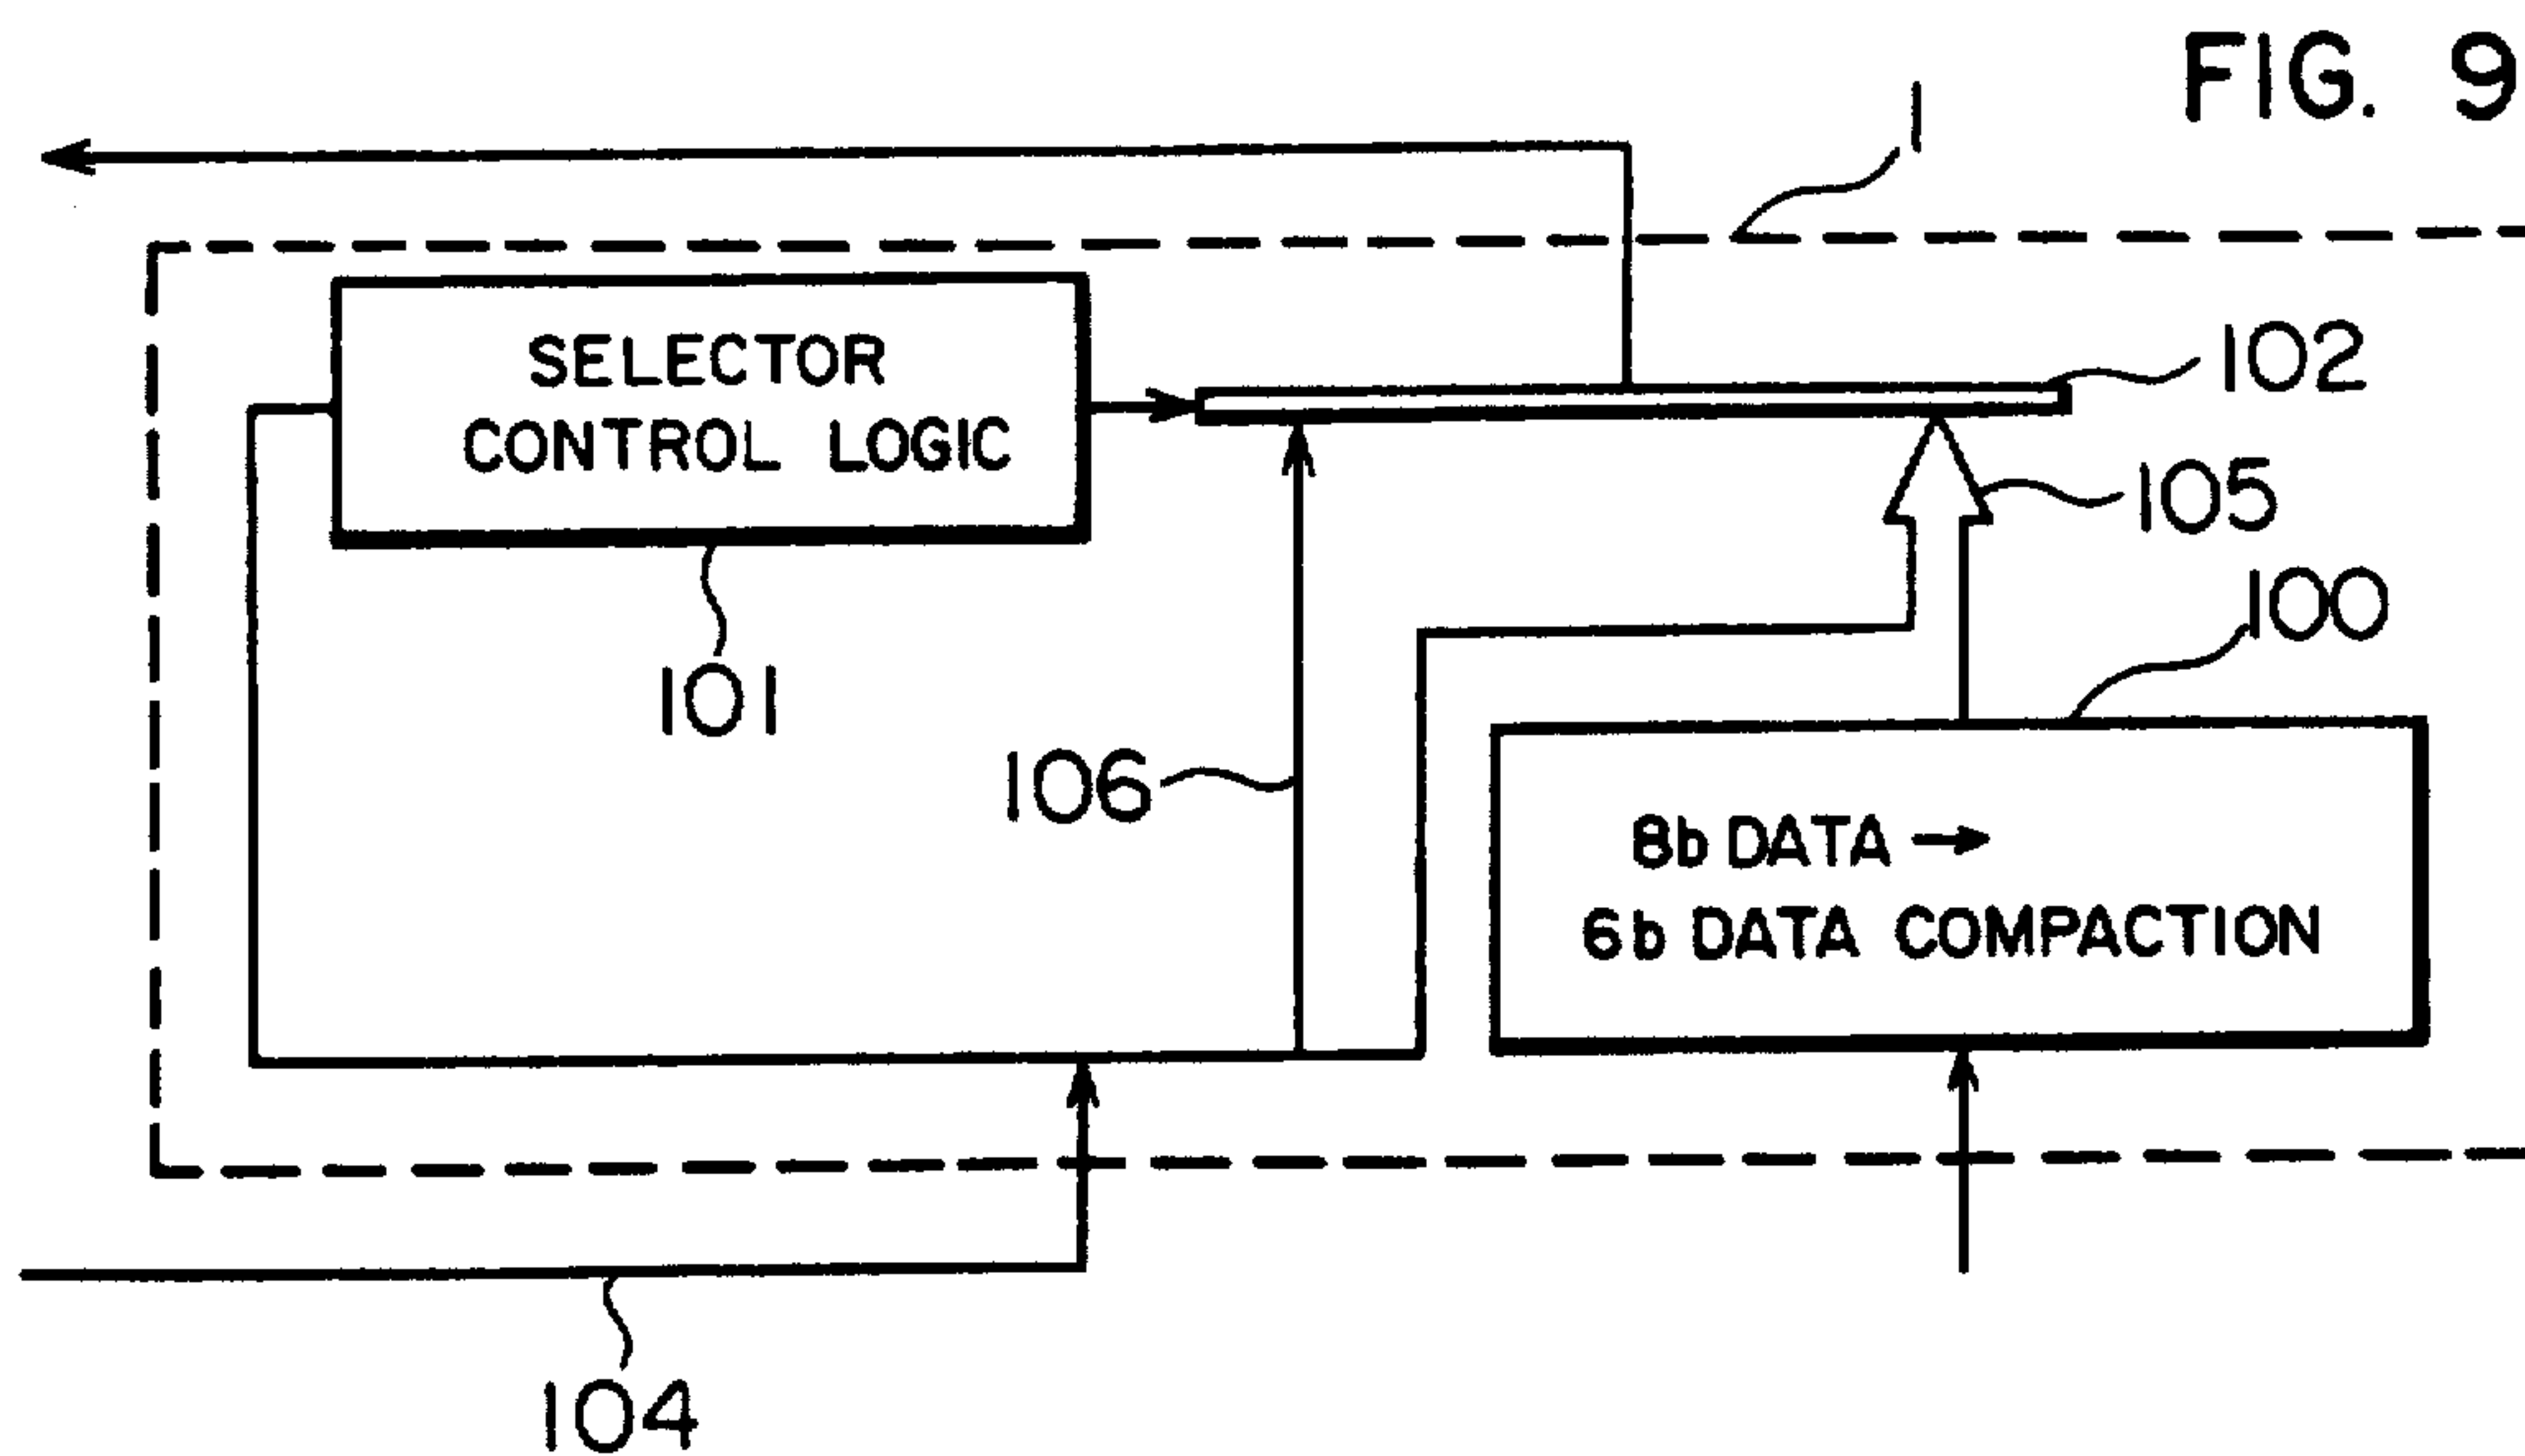 FIG. 9
1
SELECTOR
CONTROL LOGIC
102
105
100
101
106
8b DATA →
6b DATA COMPACTION
104